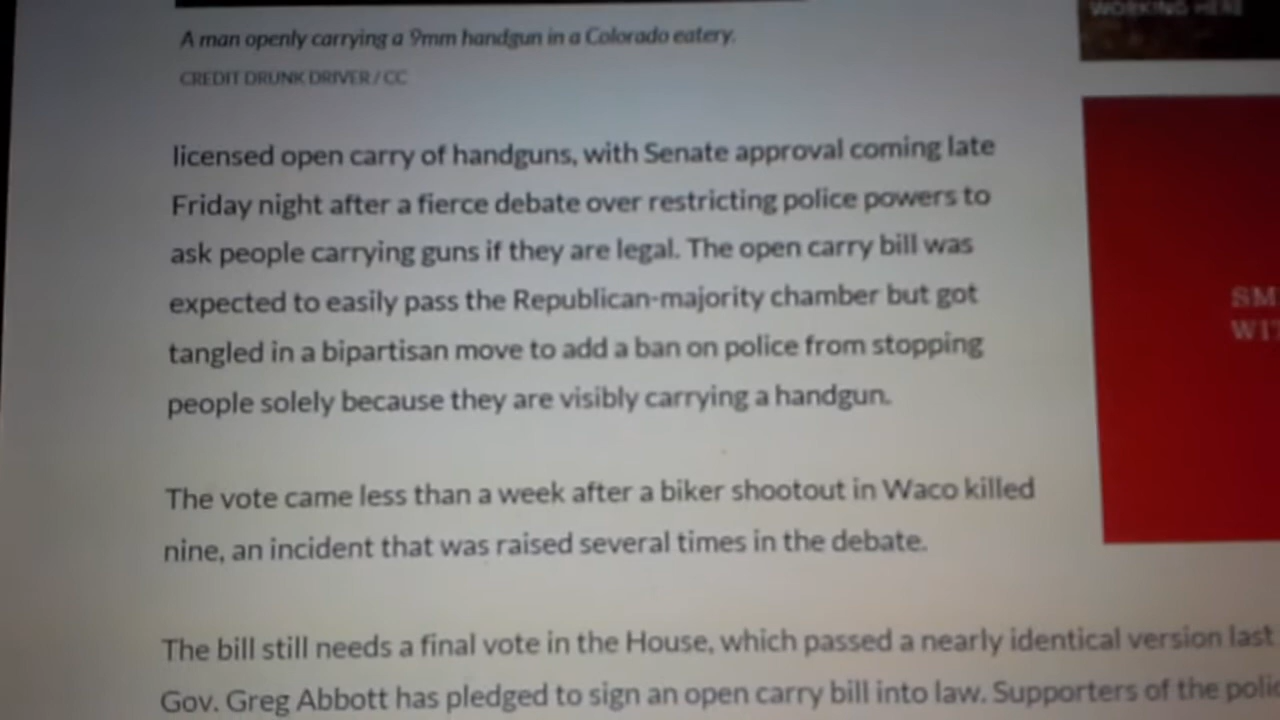 WORKING HERE
A man openly carrying a 9mm handgun in a Colorado eatery.
CREDIT DRUNK DRIVER / CC
licensed open carry of handguns, with Senate approval coming late
Friday night after a fierce debate over restricting police powers to
ask people carrying guns if they are legal. The open carry bill was
expected to easily pass the Republican-majority chamber but got
tangled in a bipartisan move to add a ban on police from stopping
people solely because they are visibly carrying a handgun.
The vote came less than a week after a biker shootout in Waco killed
nine, an incident that was raised several times in the debate.
The bill still needs a final vote in the House, which passed a nearly identical version last
Gov. Greg Abbott has pledged to sign an open carry bill into law. Supporters of the
SM
WI